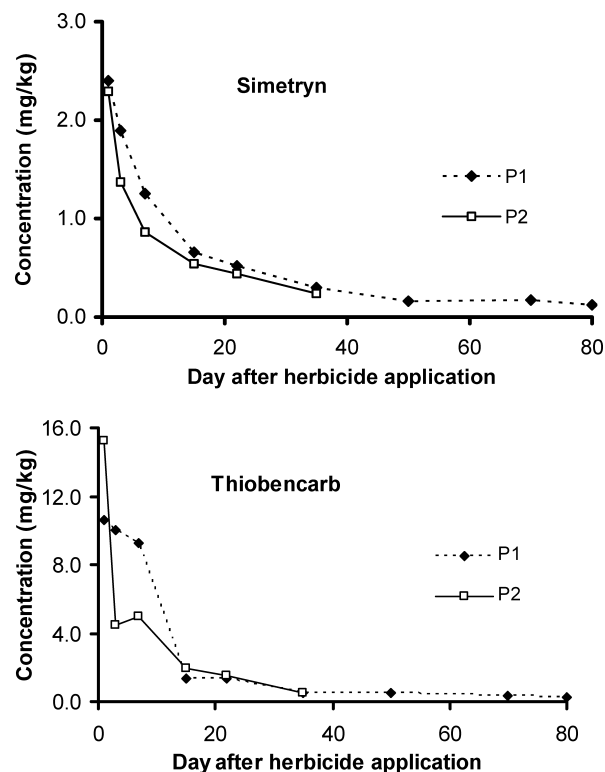 3.0
Simetryn
2.0
P1
P2
1.0
0.0
0 20 40 60 80
Concentration (mg/kg)
Day after herbicide application
16.0
Thiobencarb
12.0
P1
8.0
P2
4.0
0.0
0 20 40 60 80
Concentration (mg/kg)
Day after herbicide application